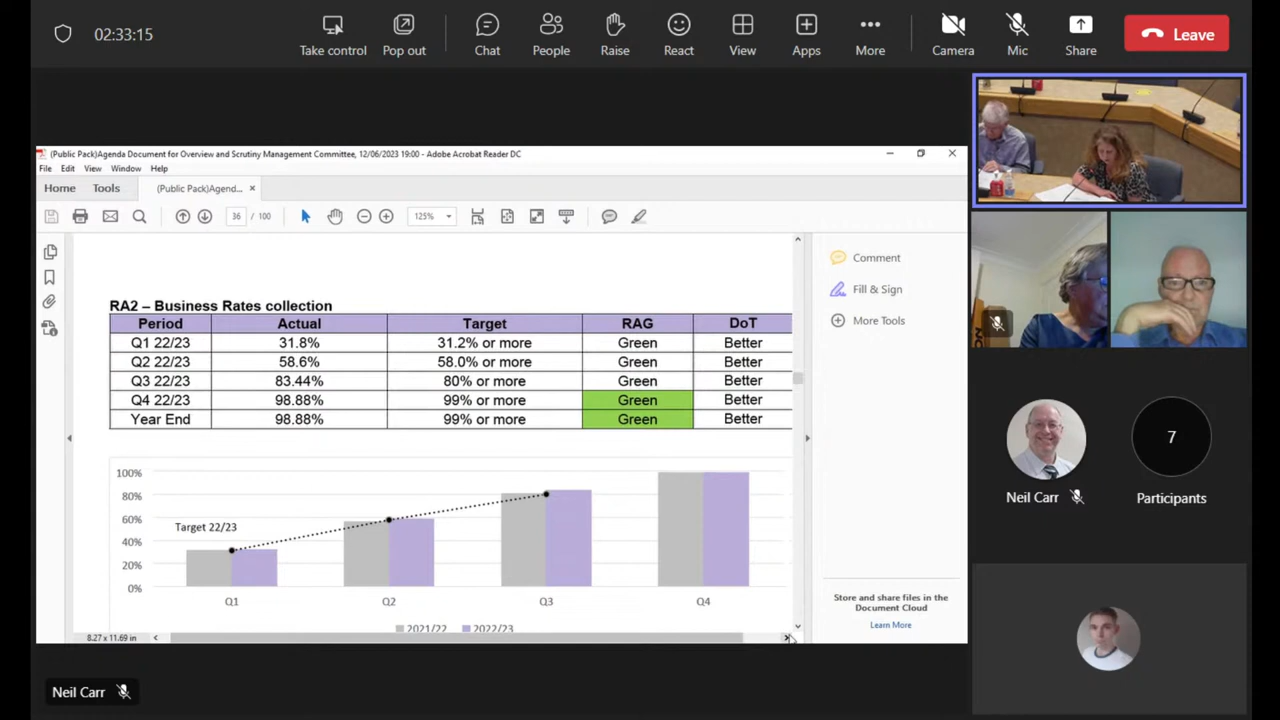 02:33:15
Take control
Pop out
Chat
People
Raise
React
View
Apps
More
Camera
Mic
Share
Leave
(Public Pack)Agenda Document for Overview and Scrutiny Management Committee, 12/06/2023 19:00 - Adobe Acrobat Reader DC
File Edit View Window Help
Home Tools (Public Pack)Agend...
36 / 100 125%
RA2 – Business Rates collection
Period Actual Target RAG DoT
Q1 22/23 31.8% 31.2% or more Green Better
Q2 22/23 58.6% 58.0% or more Green Better
Q3 22/23 83.44% 80% or more Green Better
Q4 22/23 98.88% 99% or more Green Better
Year End 98.88% 99% or more Green Better
100%
80%
60%
40%
20%
0%
Target 22/23
Q1 Q2 Q3 Q4
2021/22 2022/23
8.27 x 11.69 in
Comment
Fill & Sign
More Tools
Store and share files in the
Document Cloud
Learn More
Neil Carr
7
Participants
Neil Carr